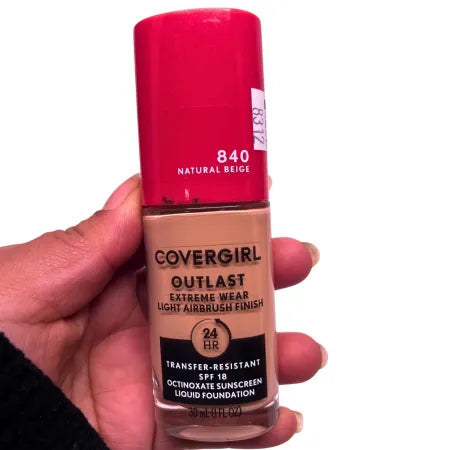 840
NATURAL BEIGE
8317
COVERGIRL
OUTLAST
EXTREME WEAR
LIGHT AIRBRUSH FINISH
24
HR
TRANSFER-RESISTANT
SPF 18
OCTINOXATE SUNSCREEN
LIQUID FOUNDATION
30 mL (1 FL OZ)